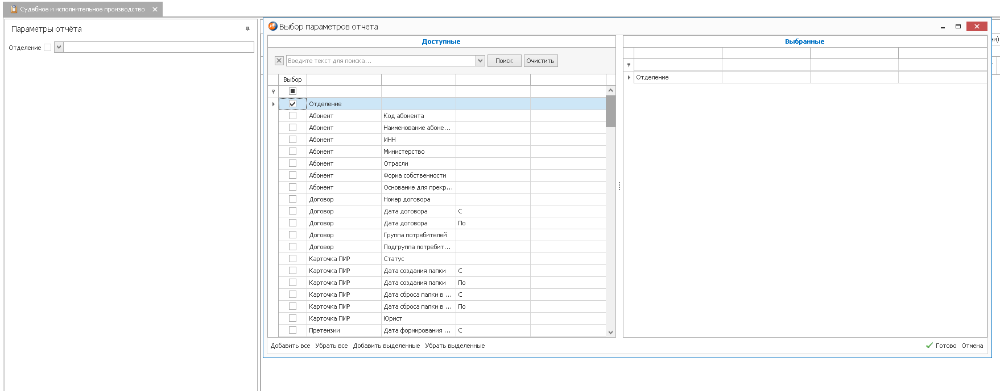 Судебное и исполнительное производство
Параметры отчёта
Отделение
Выбор параметров отчета
Доступные
Введите текст для поиска...
Поиск
Очистить
Выбор
Отделение
Абонент Код абонента
Абонент Наименование абоне...
Абонент ИНН
Абонент Министерство
Абонент Отрасли
Абонент Форма собственности
Абонент Основание для прекр...
Договор Номер договора
Договор Дата договора С
Договор Дата договора По
Договор Группа потребителей
Договор Подгруппа потребит...
Карточка ПИР Статус
Карточка ПИР Дата создания папки С
Карточка ПИР Дата создания папки По
Карточка ПИР Дата сброса папки в ... С
Карточка ПИР Дата сброса папки в ... По
Карточка ПИР Юрист
Претензии Дата формирования ... С
Добавить все Убрать все Добавить выделенные Убрать выделенные
Выбранные
Отделение
Готово Отмена